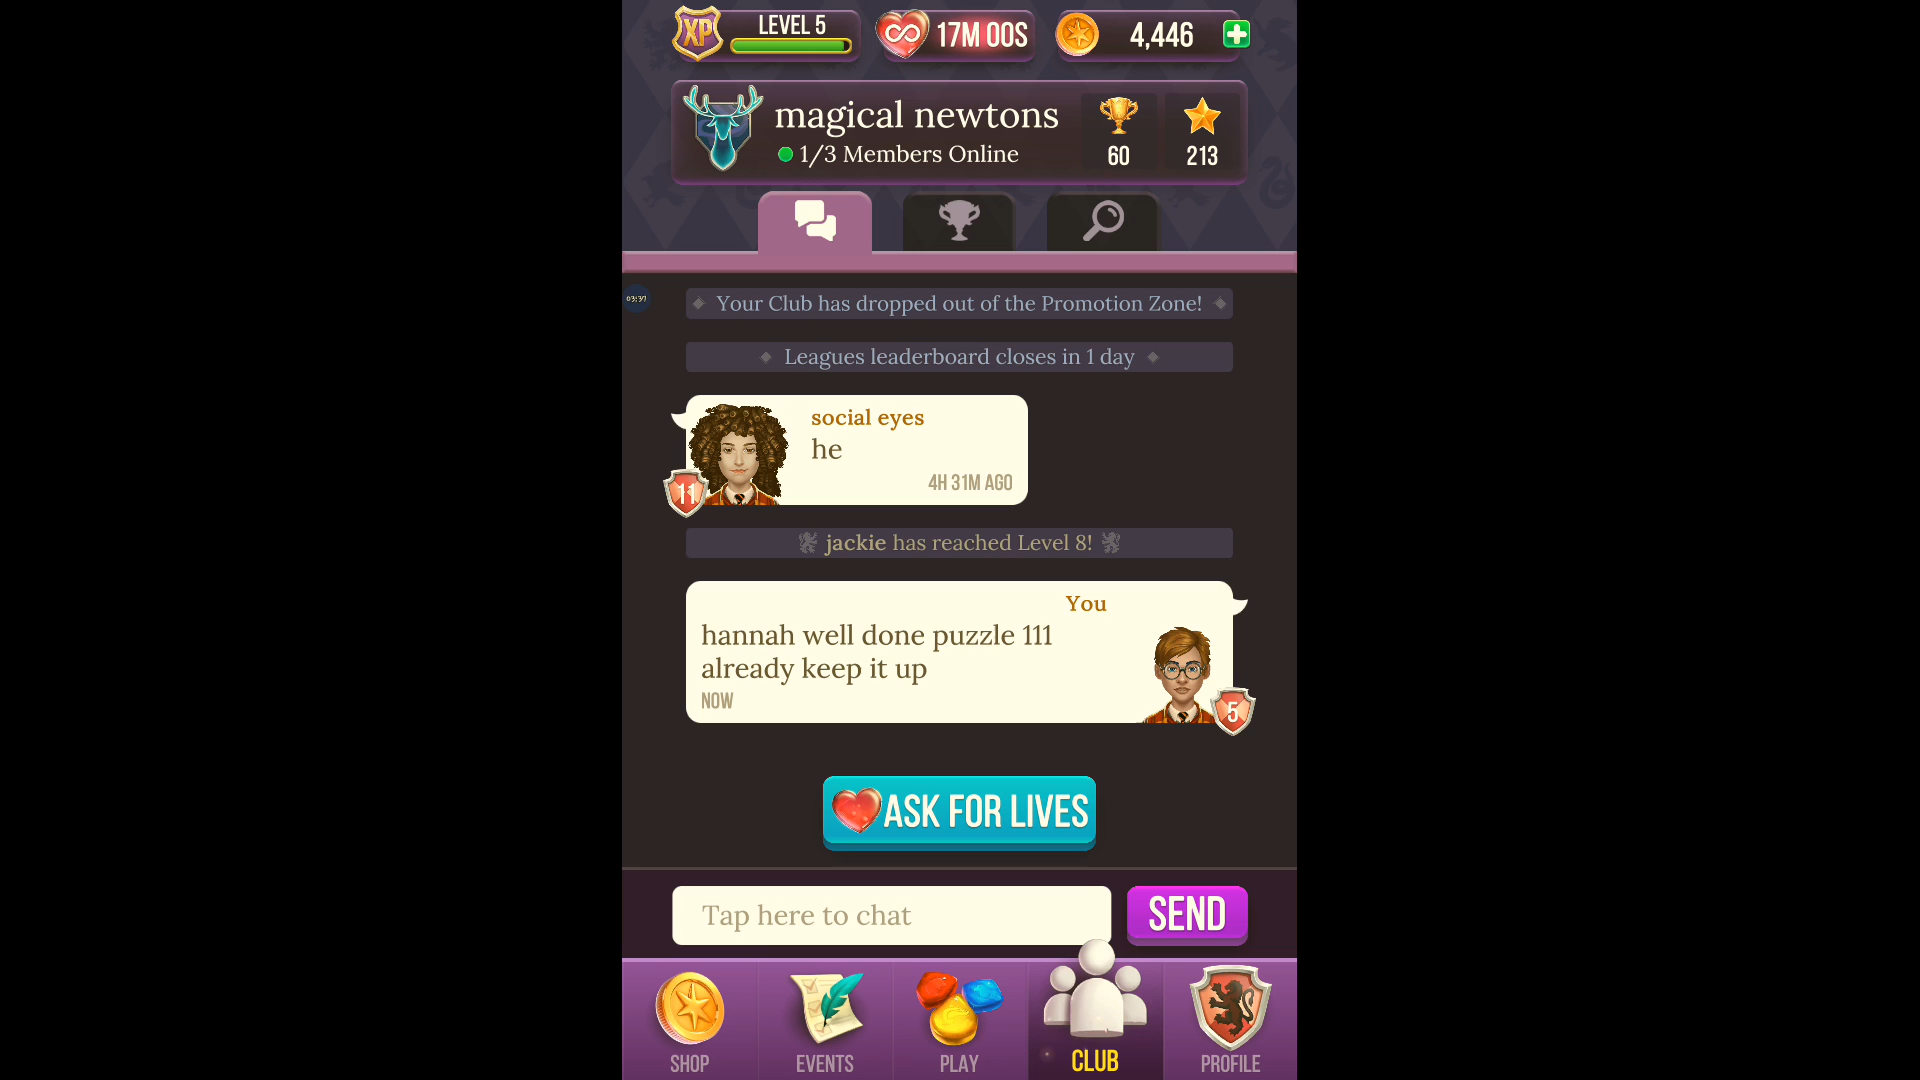 XP
LEVEL 5
17M 00S
4,446
magical newtons
1/3 Members Online
60
213
03:37
Your Club has dropped out of the Promotion Zone!
Leagues leaderboard closes in 1 day
social eyes
he
4H 31M AGO
11
jackie has reached Level 8!
You
hannah well done puzzle 111
already keep it up
NOW
5
ASK FOR LIVES
Tap here to chat
SEND
SHOP
EVENTS
PLAY
CLUB
PROFILE